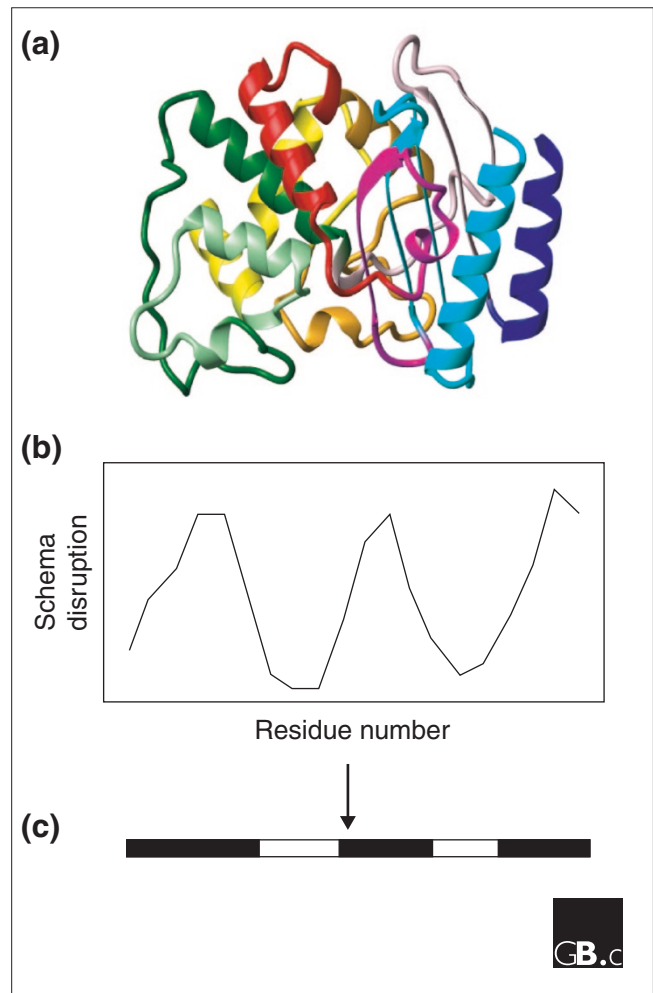 (a)
(b)
Schema
disruption
Residue number
(c)
GB.c